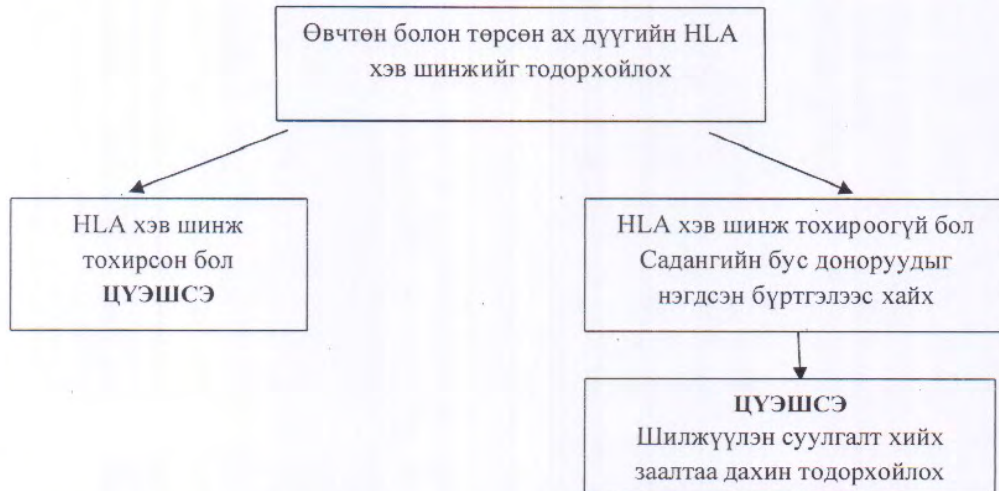 Өвчтөн болон төрсөн ах дүүгийн HLA
хэв шинжийг тодорхойлох
HLA хэв шинж
тохирсон бол
ЦҮЭШСЭ
HLA хэв шинж тохироогүй бол
Садангийн бус доноруудыг
нэгдсэн бүртгэлээс хайх
ЦҮЭШСЭ
Шилжүүлэн суулгалт хийх
заалтаа дахин тодорхойлох